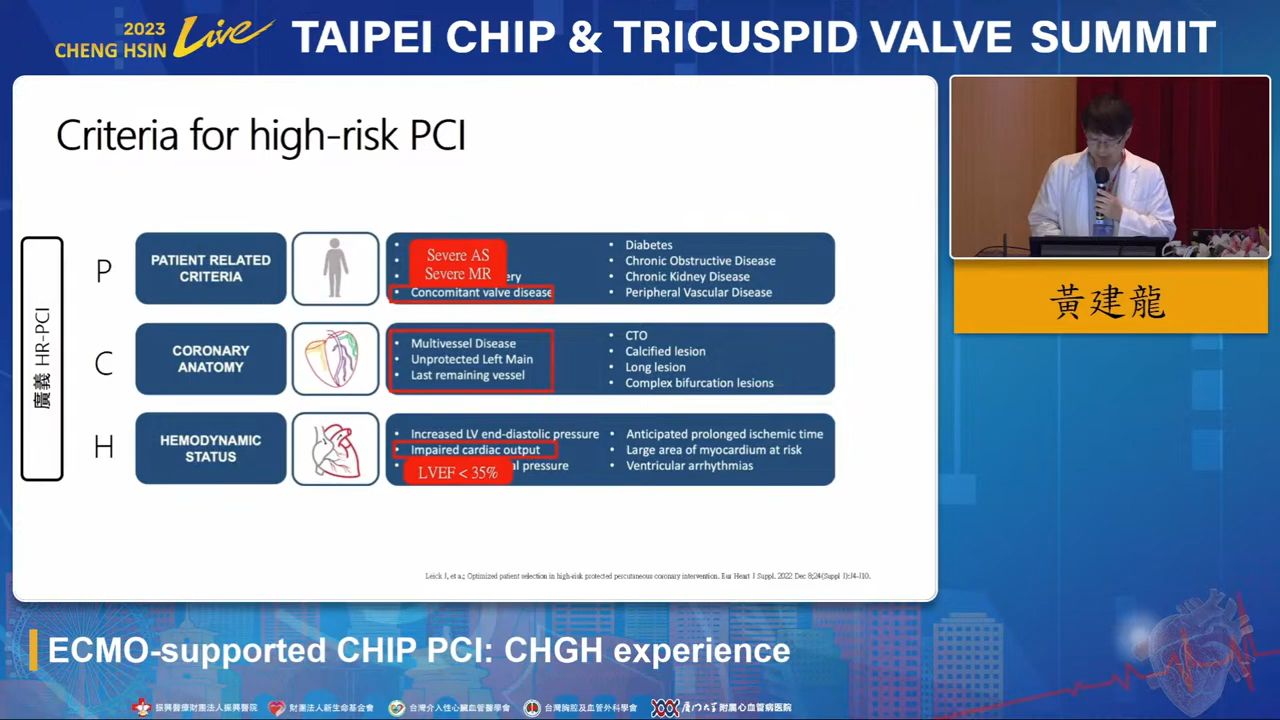 2023
CHENG HSIN Live
TAIPEI CHIP & TRICUSPID VALVE SUMMIT
Criteria for high-risk PCI
廣義 HR-PCI
P
PATIENT RELATED
CRITERIA
Severe AS
Severe MR
ery
• Concomitant valve disease
• Diabetes
• Chronic Obstructive Disease
• Chronic Kidney Disease
• Peripheral Vascular Disease
C
CORONARY
ANATOMY
• Multivessel Disease
• Unprotected Left Main
• Last remaining vessel
• CTO
• Calcified lesion
• Long lesion
• Complex bifurcation lesions
H
HEMODYNAMIC
STATUS
• Increased LV end-diastolic pressure
• Impaired cardiac output
LVEF < 35%
al pressure
• Anticipated prolonged ischemic time
• Large area of myocardium at risk
• Ventricular arrhythmias
Leick J, et al; Optimized patient selection in high-risk protected percutaneous coronary intervention. Eur Heart J Suppl. 2022 Dec 8;24(Suppl J):J4-J10.
黃建龍
ECMO-supported CHIP PCI: CHGH experience
振興醫療財團法人振興醫院
財團法人新生命基金會
台灣介入性心臟血管醫學會
台灣胸腔及血管外科學會
廈門大學附屬心血管病醫院